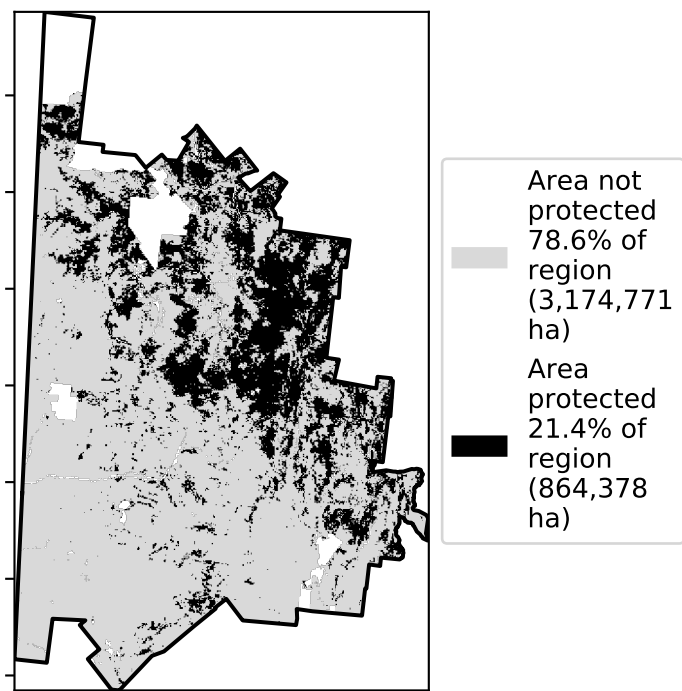 Area not
protected
78.6% of
region
(3,174,771
ha)
Area
protected
21.4% of
region
(864,378
ha)